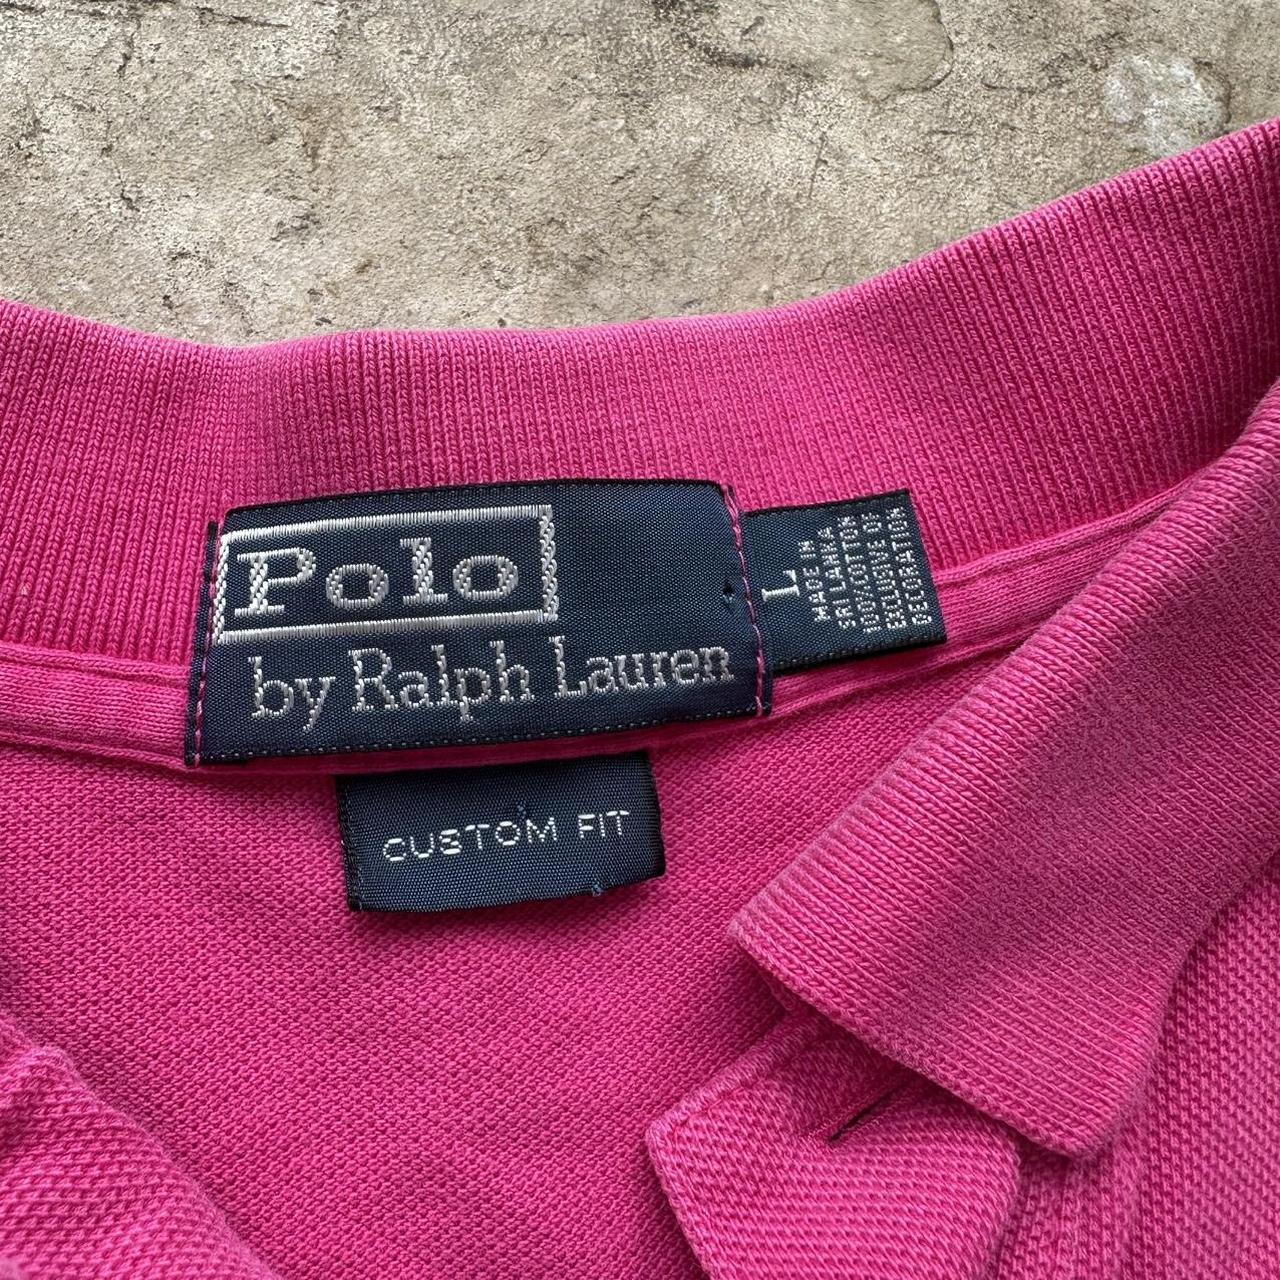 Polo
by Ralph Lauren
L
MADE IN
SRI LANKA
100%COTTON
EXCLUSIVE OF
DECORATION
CUSTOM FIT